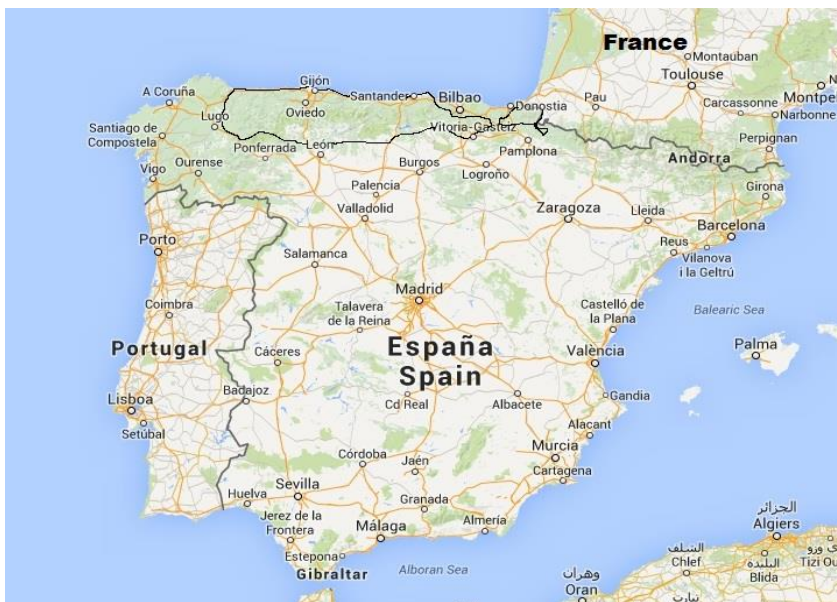 France
Montauban
Toulouse
Montpe
Narbonne
Carcassonne
Pau
Perpignan
Andorra
Girona
A Coruña
Gijón
Santander
Bilbao
Donostia
Lugo
Oviedo
Vitoria-Gasteiz
Santiago de
Compostela
Ponferrada
León
Pamplona
Vigo
Ourense
Burgos
Logroño
Palencia
Valladolid
Zaragoza
Lleida
Barcelona
Reus
Vilanova
i la Geltrú
Porto
Salamanca
Madrid
Coimbra
Talavera
de la Reina
Castelló de
la Plana
Balearic Sea
Portugal
Cáceres
España
Spain
València
Palma
Lisboa
Setúbal
Badajoz
Cd Real
Albacete
Gandia
Alacant
Murcia
Cartagena
Córdoba
Jaén
Huelva
Sevilla
Granada
Jerez de la
Frontera
Málaga
Almería
Estepona
Gibraltar
Alboran Sea
الجزائر
Algiers
الشلف
Chlef
البليدة
Blida
Tizi Ou
وهران
Oran